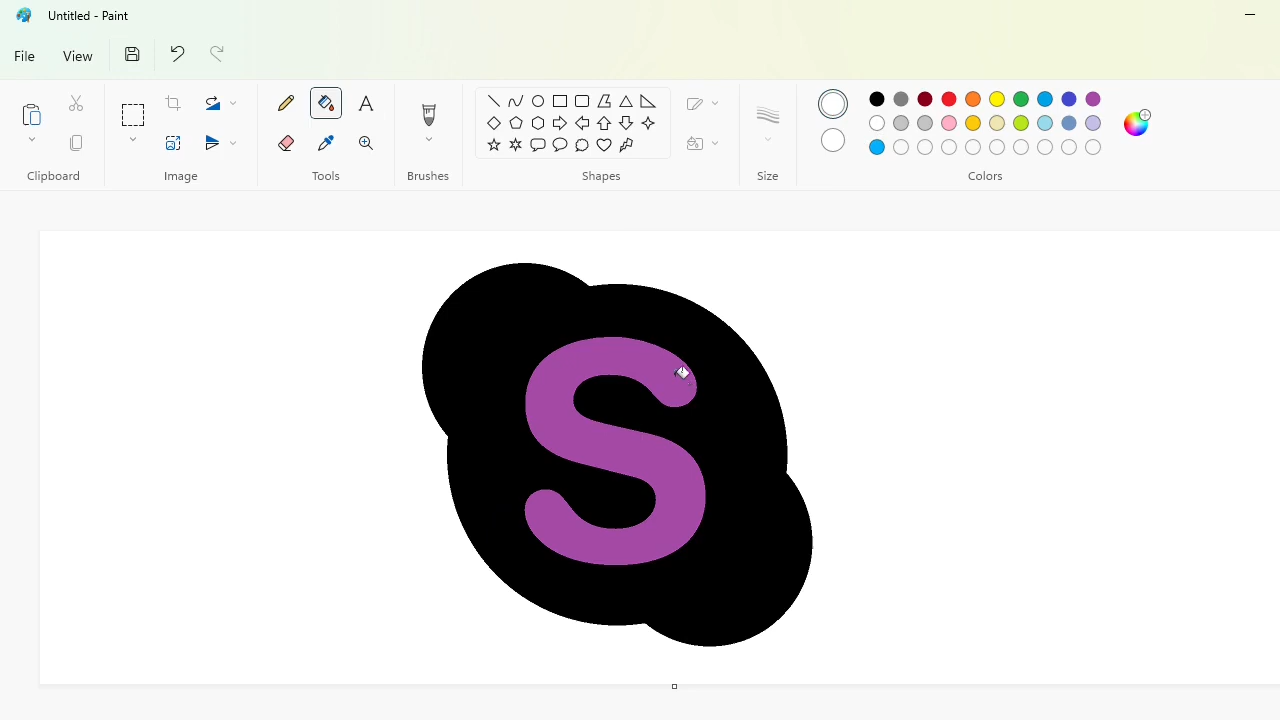 Untitled - Paint
File View
A
Clipboard Image Tools Brushes Shapes Size Colors
S